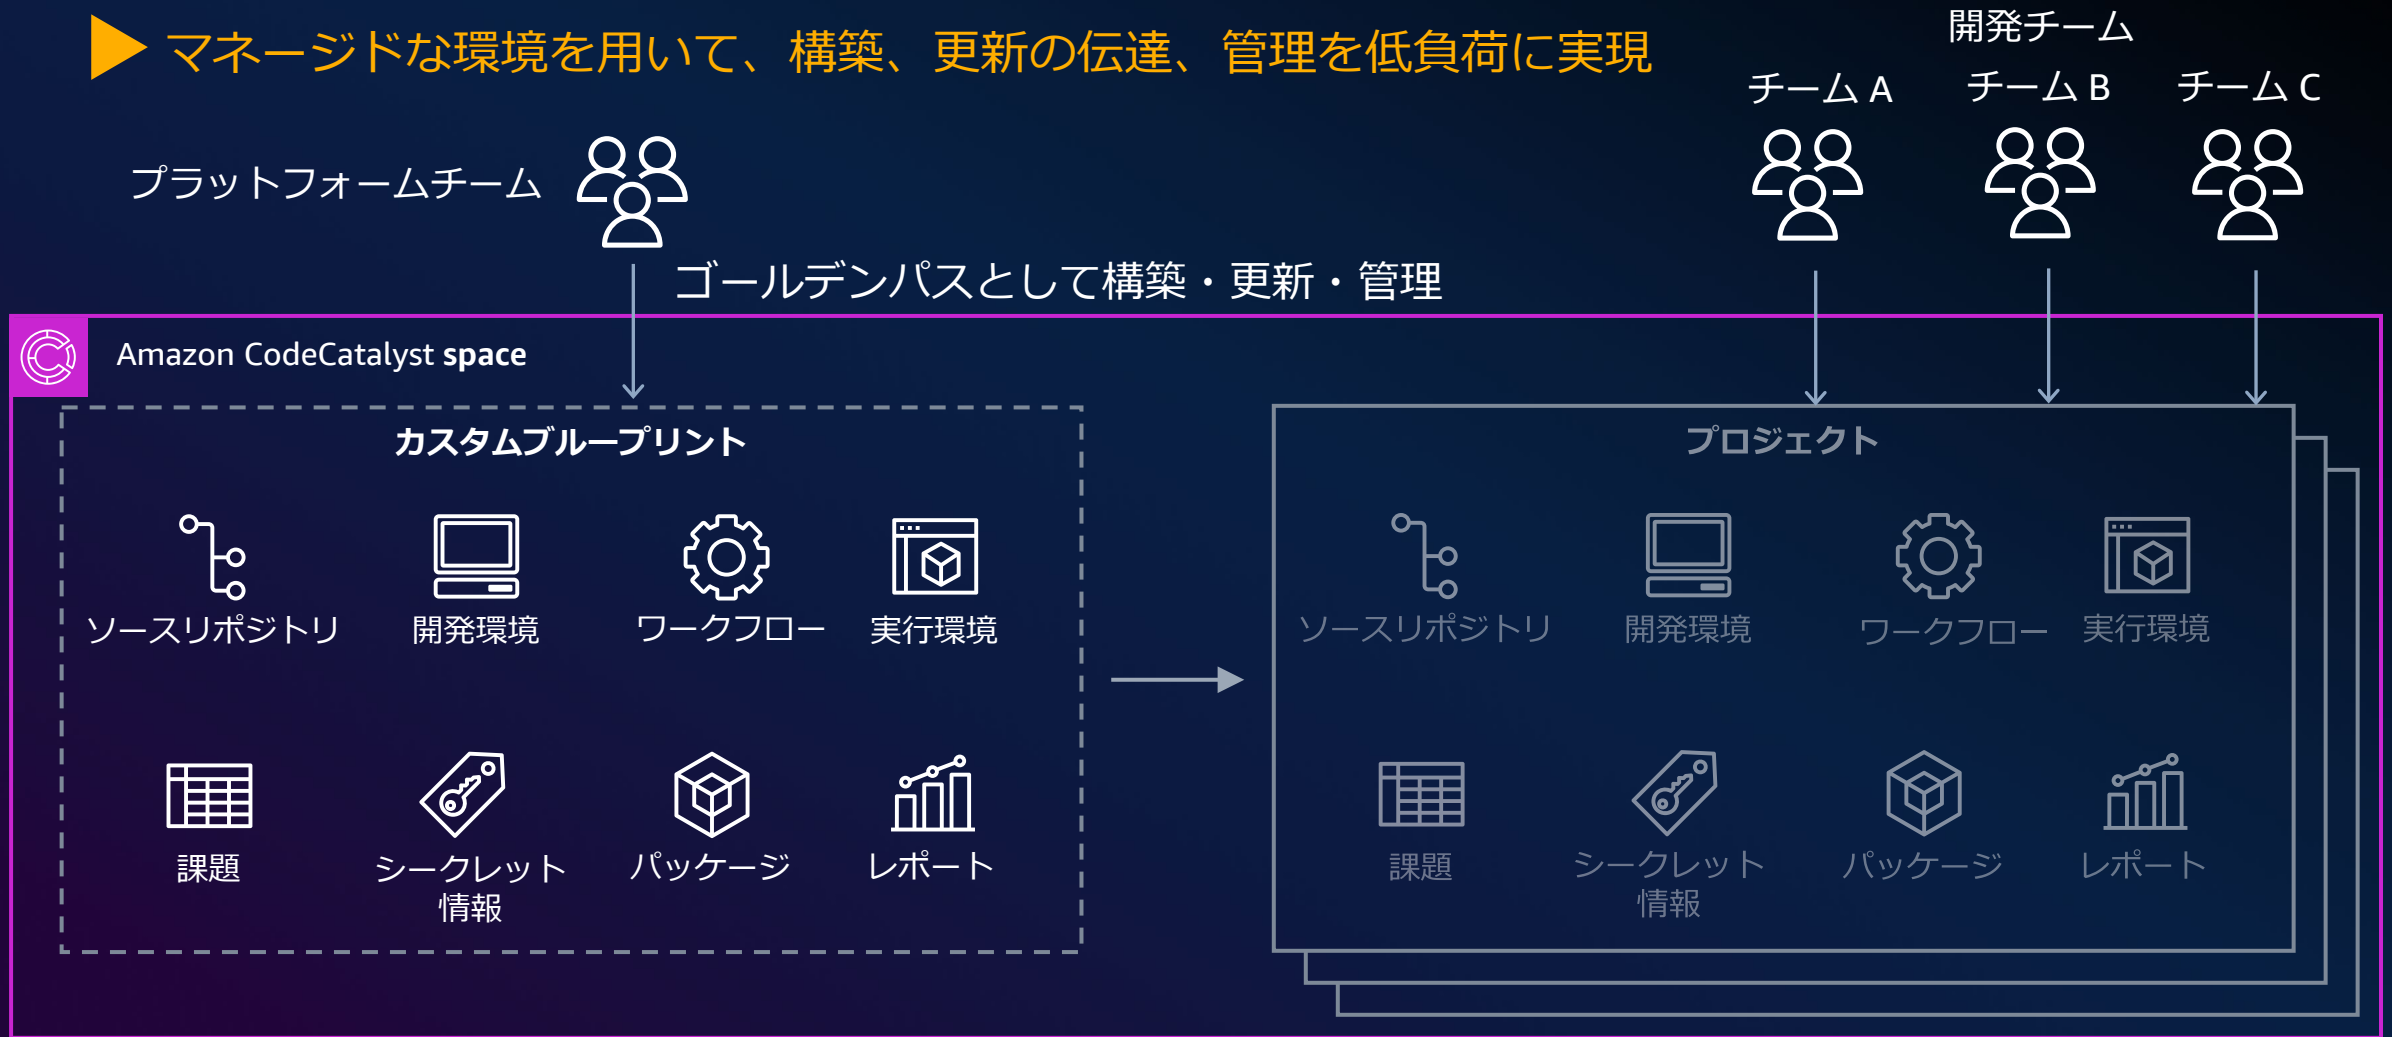 マネージドな環境を用いて、構築、更新の伝達、管理を低負荷に実現
開発チーム
チーム A
チーム B
チーム C
プラットフォームチーム
ゴールデンパスとして構築・更新・管理
Amazon CodeCatalyst space
カスタムブループリント
ソースリポジトリ
開発環境
ワークフロー
実行環境
課題
シークレット
情報
パッケージ
レポート
プロジェクト
ソースリポジトリ
開発環境
ワークフロー
実行環境
課題
シークレット
情報
パッケージ
レポート